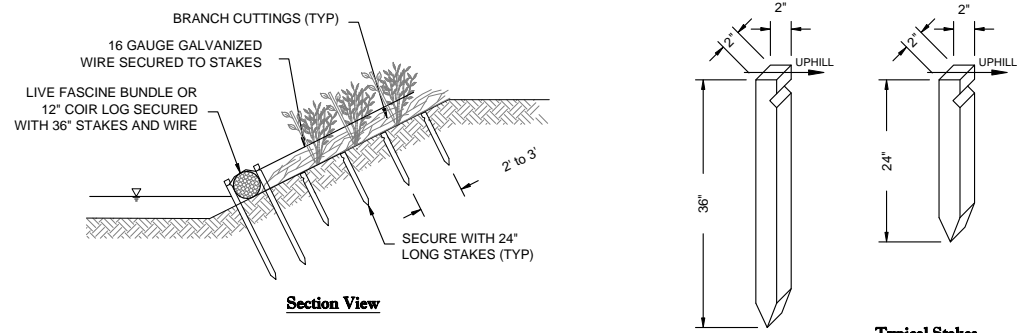 BRANCH CUTTINGS (TYP)
16 GAUGE GALVANIZED
WIRE SECURED TO STAKES
LIVE FASCINE BUNDLE OR
12" COIR LOG SECURED
WITH 36" STAKES AND WIRE
2' to 3'
SECURE WITH 24"
LONG STAKES (TYP)
Section View
2"
2"
UPHILL
36"
2"
2"
UPHILL
24"
Typical Stakes